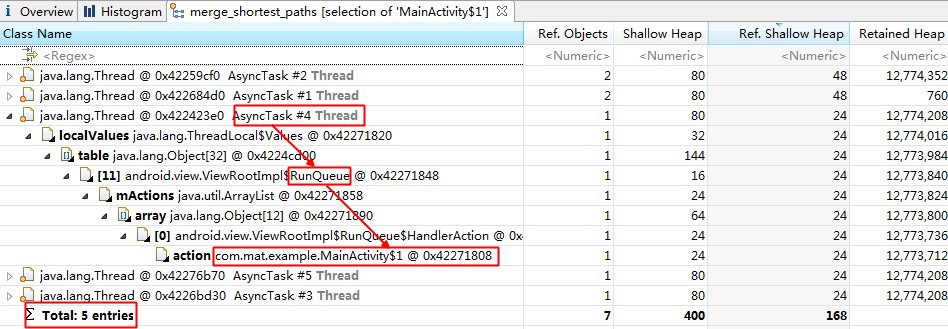 Overview Histogram merge_shortest_paths [selection of 'MainActivity$1']
Class Name Ref. Objects Shallow Heap Ref. Shallow Heap Retained Heap
<Regex> <Numeric> <Numeric> <Numeric> <Numeric>
java.lang.Thread @ 0x42259cf0 AsyncTask #2 Thread 2 80 48 12,774,352
java.lang.Thread @ 0x422684d0 AsyncTask #1 Thread 2 80 48 760
java.lang.Thread @ 0x422423e0 AsyncTask #4 Thread 1 80 24 12,774,208
localValues java.lang.ThreadLocal$Values @ 0x42271820 1 32 24 12,774,016
table java.lang.Object[32] @ 0x4224cd00 1 144 24 12,773,984
[11] android.view.ViewRootImpl$RunQueue @ 0x42271848 1 16 24 12,773,840
mActions java.util.ArrayList @ 0x42271858 1 24 24 12,773,824
array java.lang.Object[12] @ 0x42271890 1 64 24 12,773,800
[0] android.view.ViewRootImpl$RunQueue$HandlerAction @ 0x4 1 24 24 12,773,736
action com.mat.example.MainActivity$1 @ 0x42271808 1 24 24 12,773,712
java.lang.Thread @ 0x42276b70 AsyncTask #5 Thread 1 80 24 12,774,208
java.lang.Thread @ 0x4226bd30 AsyncTask #3 Thread 1 80 24 12,774,208
Σ Total: 5 entries 7 400 168